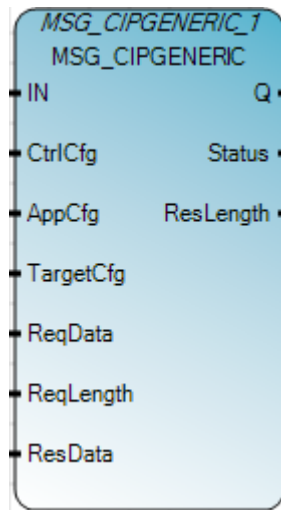 MSG_CIPGENERIC_1
MSG_CIPGENERIC
IN Q
CtrlCfg Status
AppCfg ResLength
TargetCfg
ReqData
ReqLength
ResData